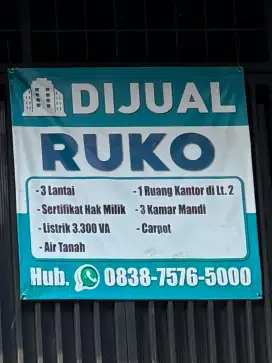 DIJUAL
RUKO
- 3 Lantai
- Sertifikat Hak Milik
- Listrik 3.300 VA
- Air Tanah
- 1 Ruang Kantor di Lt. 2
- 3 Kamar Mandi
- Carpot
Hub. 0838-7576-5000